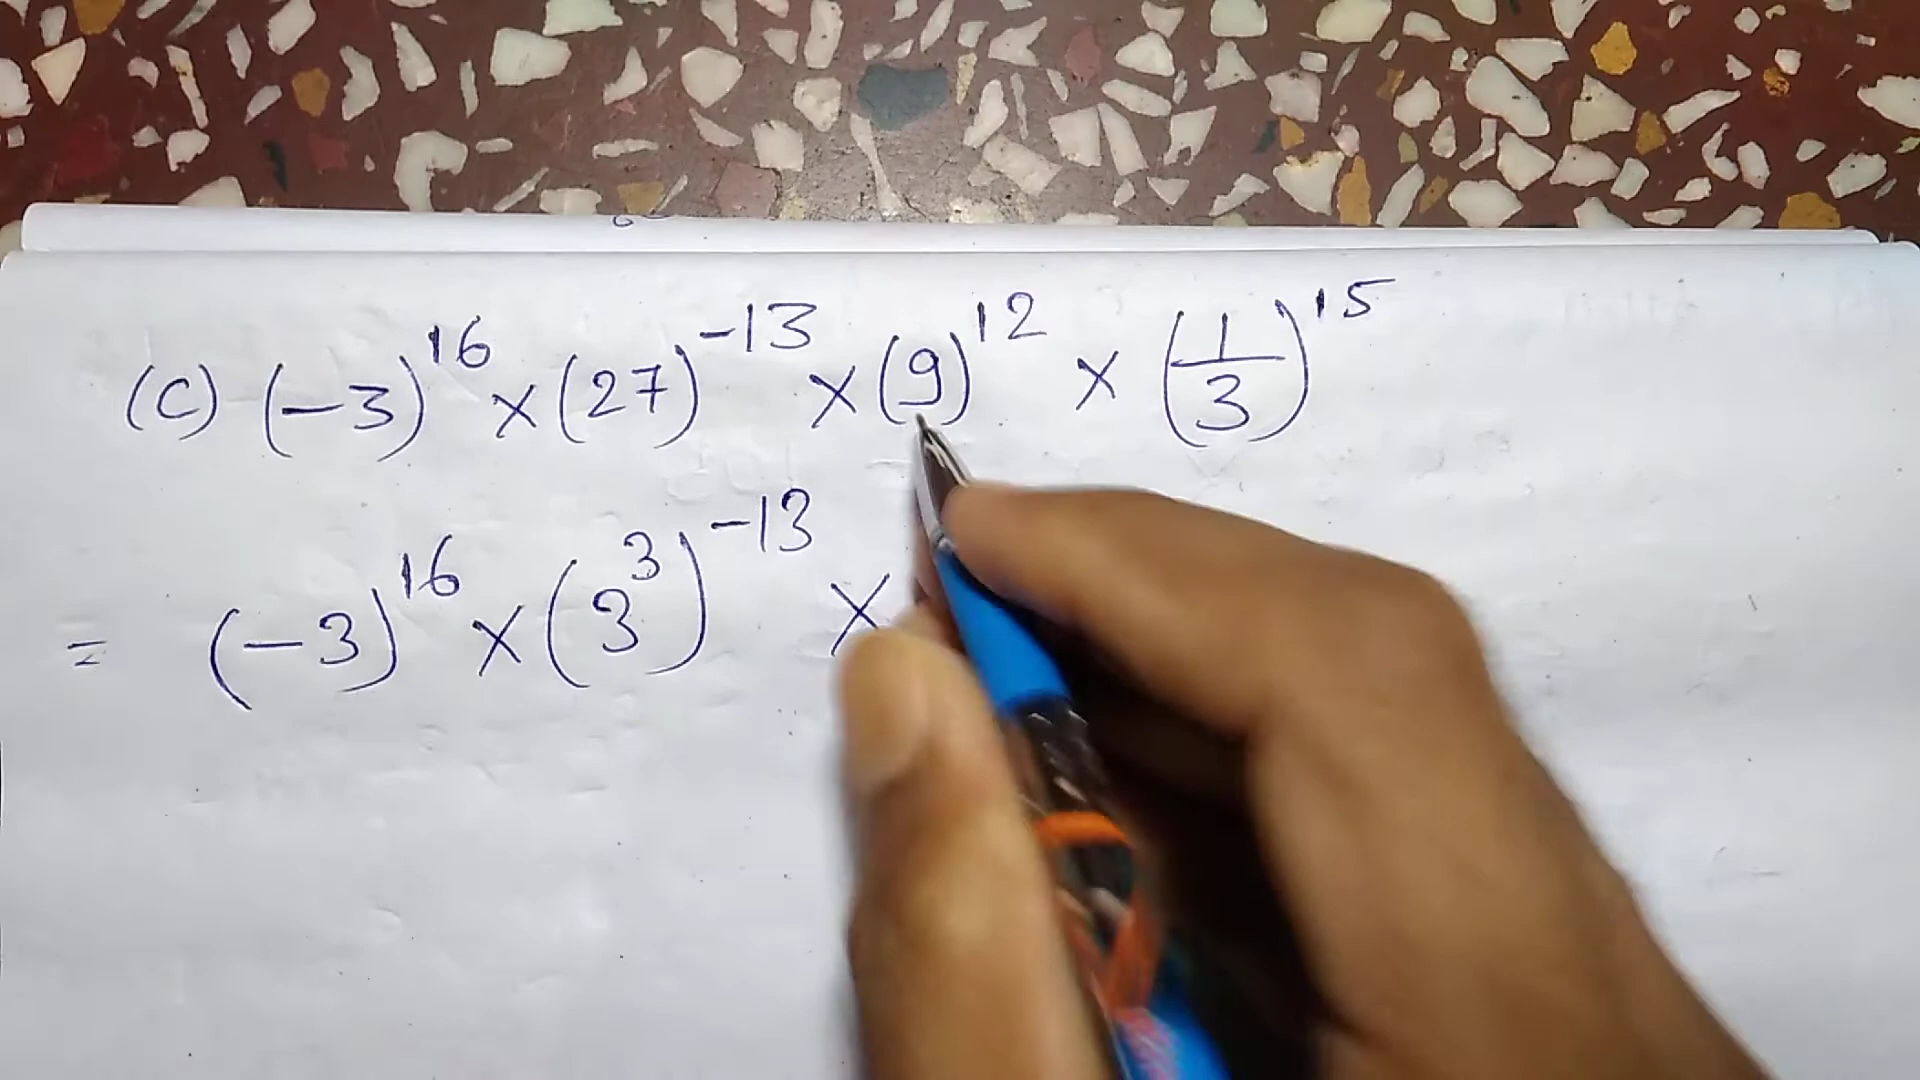 (C) (-3)^16 × (27)^-13 × (9)^12 × (1/3)^15
= (-3)^16 × (3^3)^-13 ×